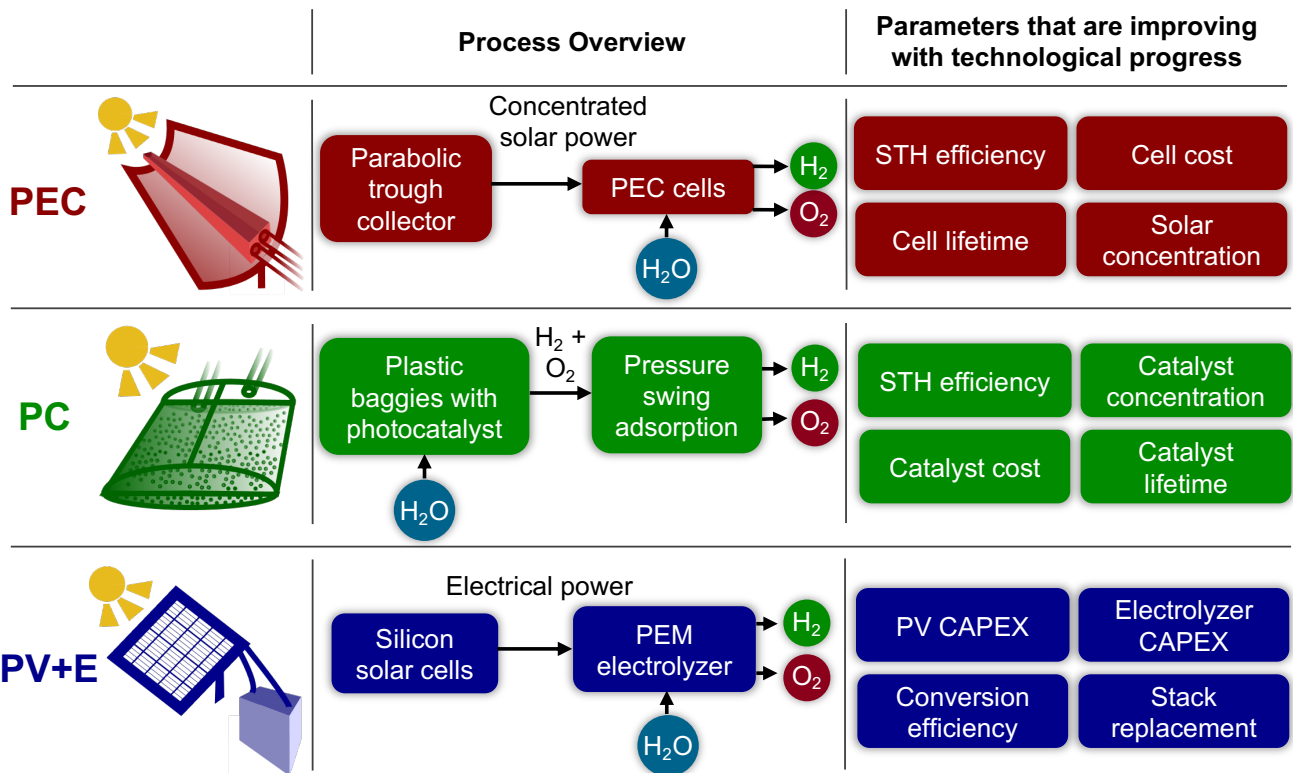 Process Overview
Parameters that are improving
with technological progress
PEC
Parabolic
trough
collector
Concentrated
solar power
PEC cells
H₂
O₂
H₂O
STH efficiency
Cell cost
Cell lifetime
Solar
concentration
PC
Plastic
baggies with
photocatalyst
H₂ +
O₂
Pressure
swing
adsorption
H₂
O₂
H₂O
STH efficiency
Catalyst
concentration
Catalyst cost
Catalyst
lifetime
PV+E
Silicon
solar cells
Electrical power
PEM
electrolyzer
H₂
O₂
H₂O
PV CAPEX
Electrolyzer
CAPEX
Conversion
efficiency
Stack
replacement